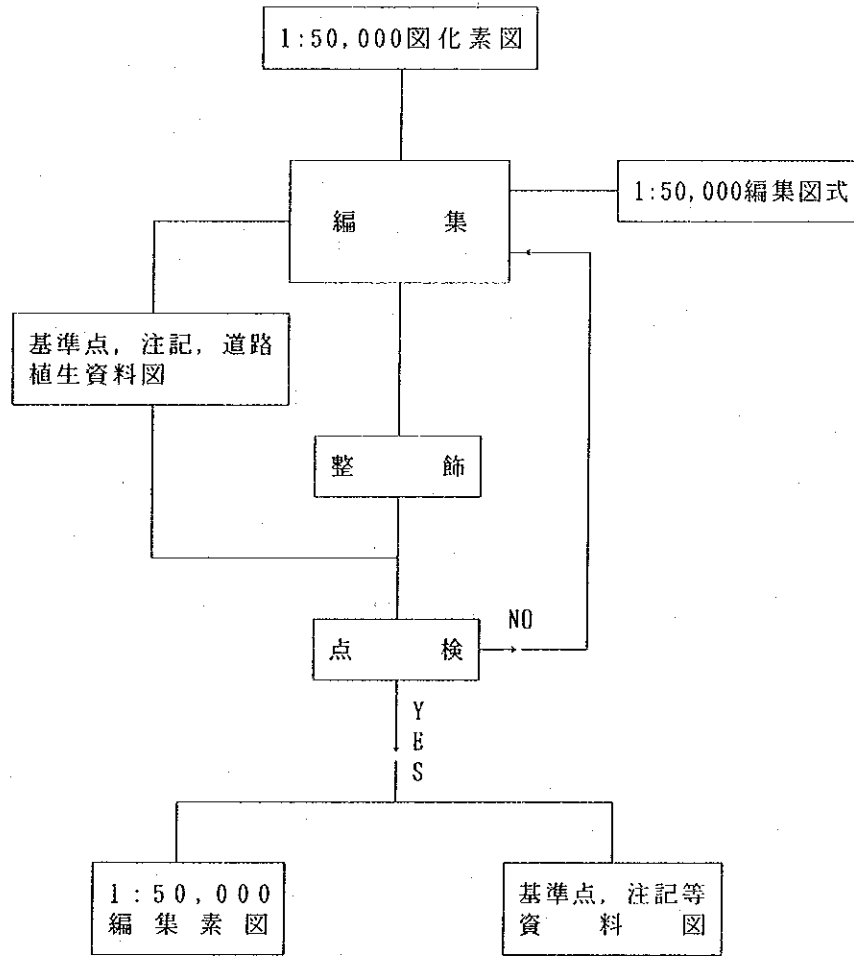 1:50,000図化素図
編集
1:50,000編集図式
基準点, 注記, 道路
植生資料図
整飾
点検
NO
YES
1:50,000
編集素図
基準点, 注記等
資料図